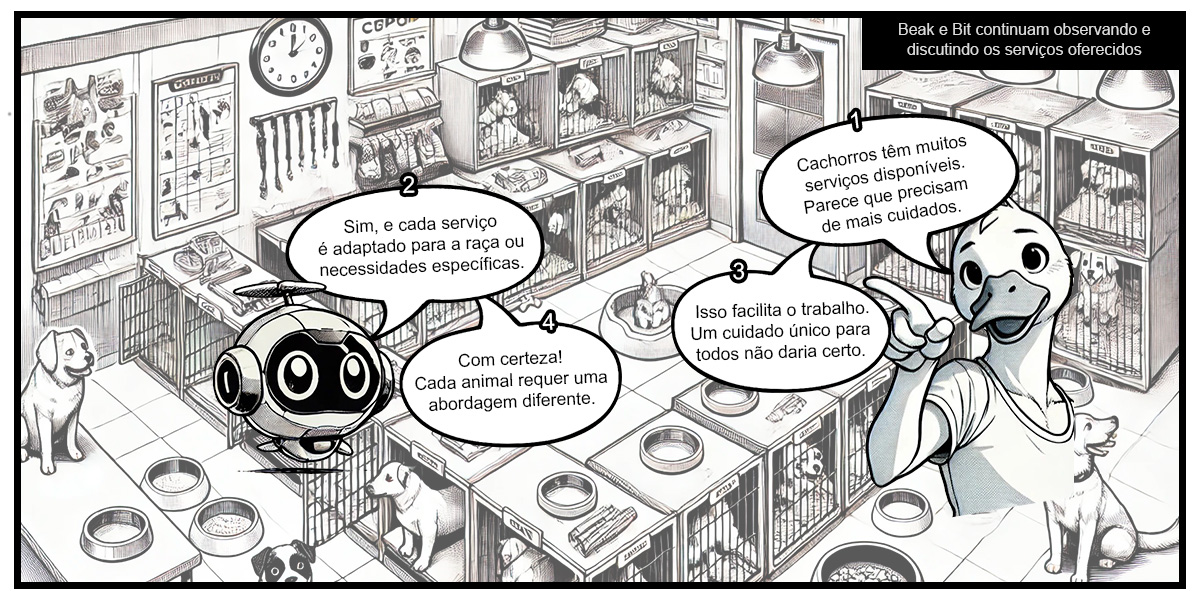 Beak e Bit continuam observando e
discutindo os serviços oferecidos
1
Cachorros têm muitos
serviços disponíveis.
Parece que precisam
de mais cuidados.
2
Sim, e cada serviço
é adaptado para a raça ou
necessidades específicas.
3
Isso facilita o trabalho.
Um cuidado único para
todos não daria certo.
4
Com certeza!
Cada animal requer uma
abordagem diferente.